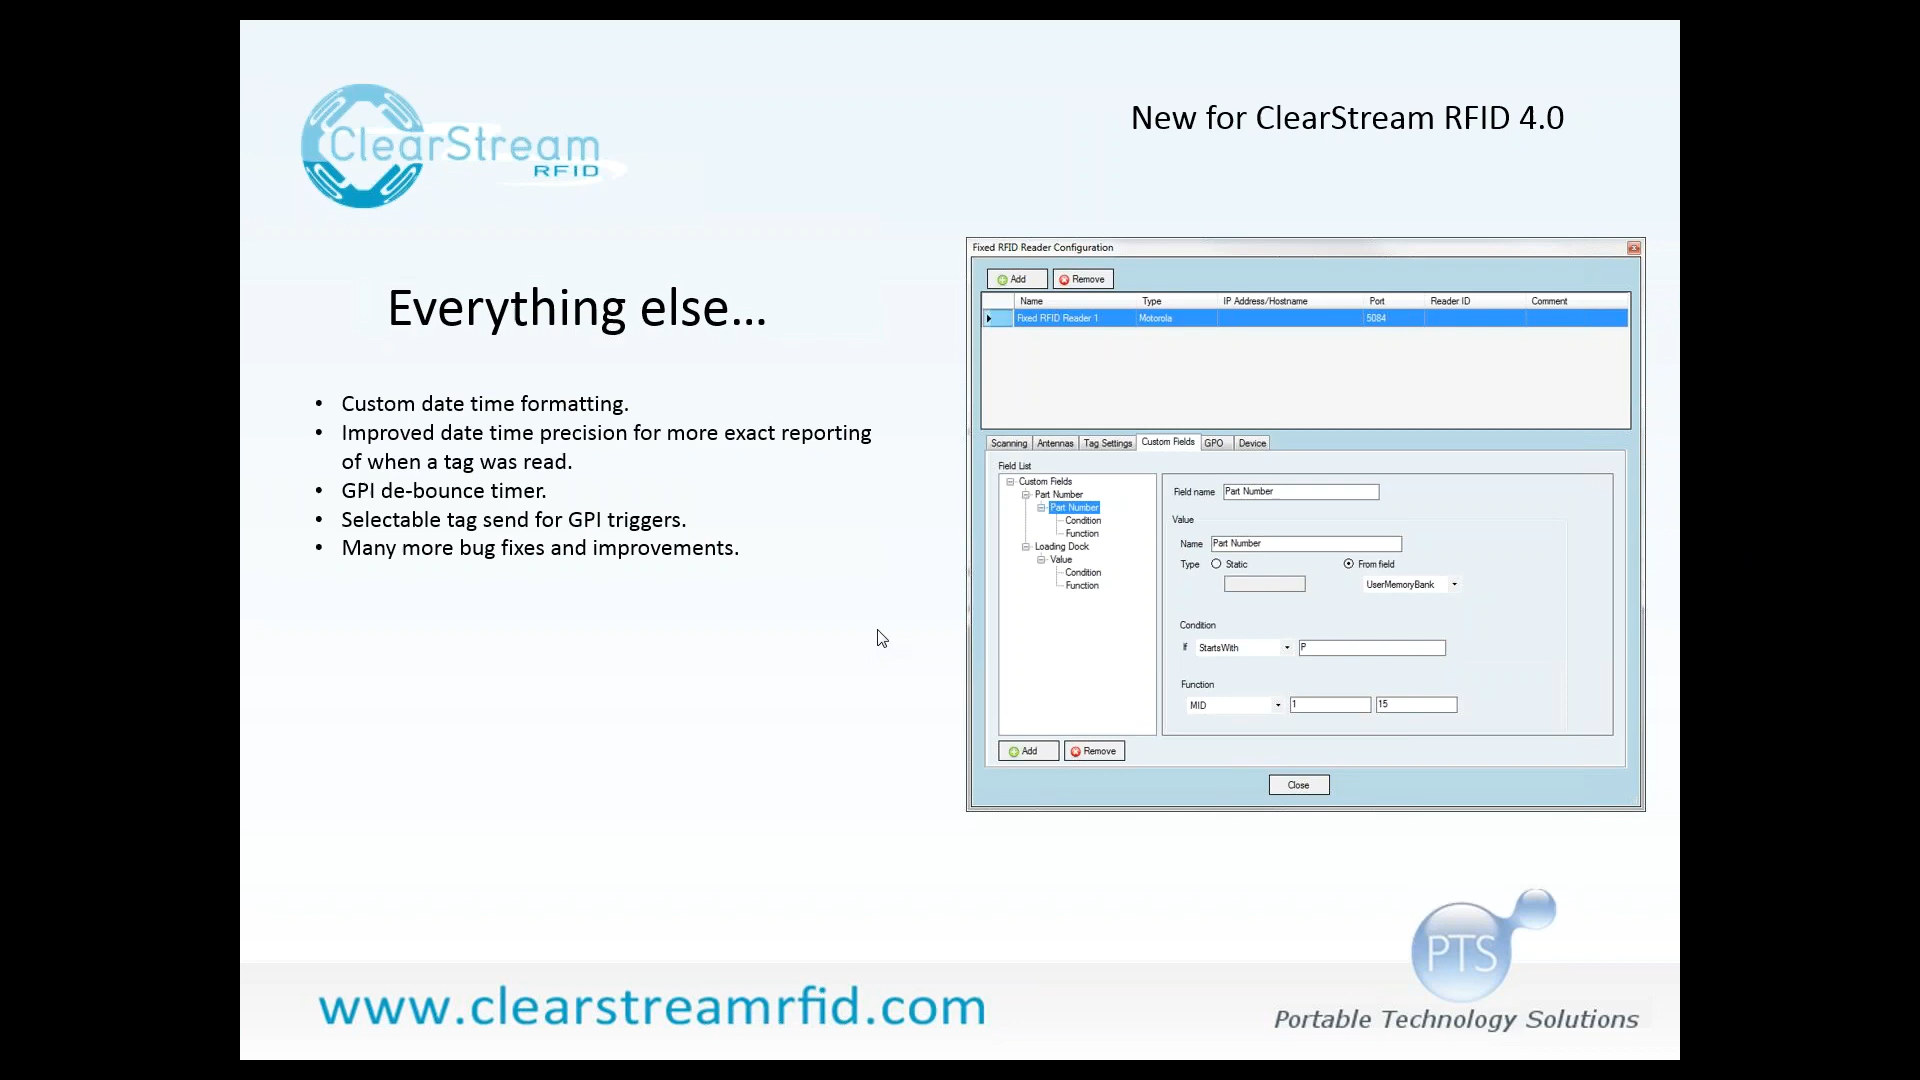 ClearStream
RFID
New for ClearStream RFID 4.0
Everything else...
• Custom date time formatting.
• Improved date time precision for more exact reporting
of when a tag was read.
• GPI de-bounce timer.
• Selectable tag send for GPI triggers.
• Many more bug fixes and improvements.
Fixed RFID Reader Configuration
Add Remove
Name Type IP Address/Hostname Port Reader ID Comment
Fixed RFID Reader 1 Motorola 5084
Scanning Antennas Tag Settings Custom Fields GPO Device
Field List
Custom Fields
Part Number
Part Number
Condition
Function
Loading Dock
Value
Condition
Function
Field name Part Number
Value
Name Part Number
Type Static From field
UserMemoryBank
Condition
If StartsWith P
Function
MID 1 15
Add Remove
Close
www.clearstreamrfid.com
PTS
Portable Technology Solutions